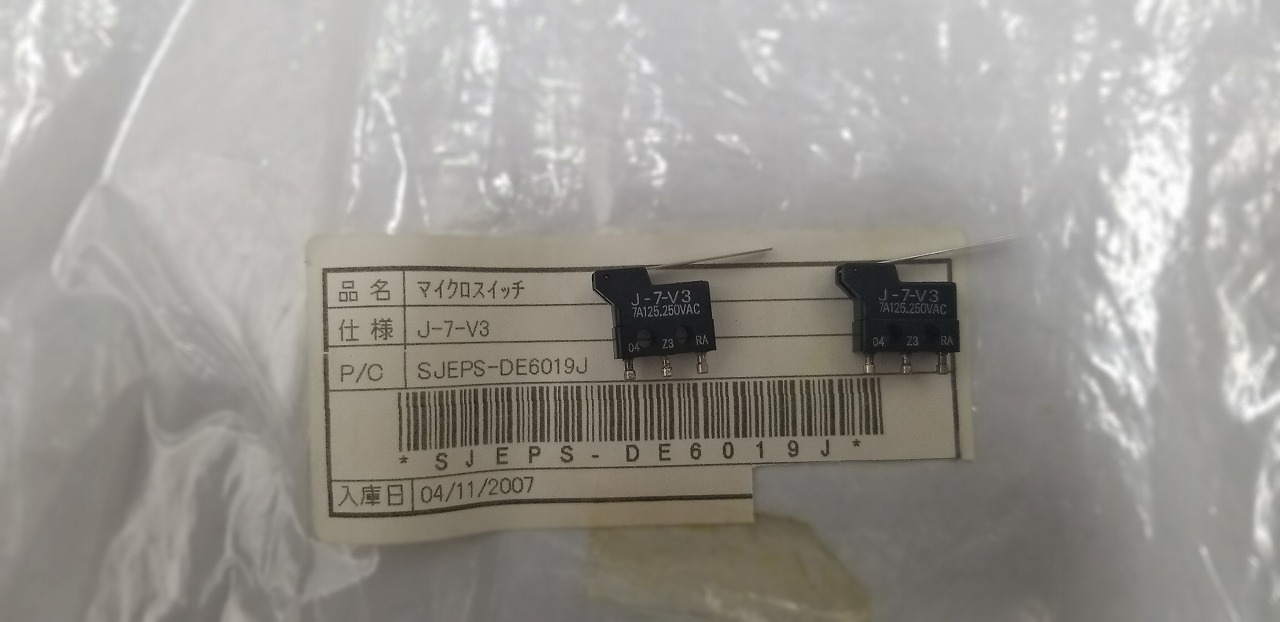 品名 マイクロスイッチ
仕様 J-7-V3
P/C SJEPS-DE6019J
*SJEPS-DE6019J*
入庫日 04/11/2007
J-7-V3
7A125.250VAC
04 Z3 RA
J-7-V3
7A125.250VAC
04 Z3 RA